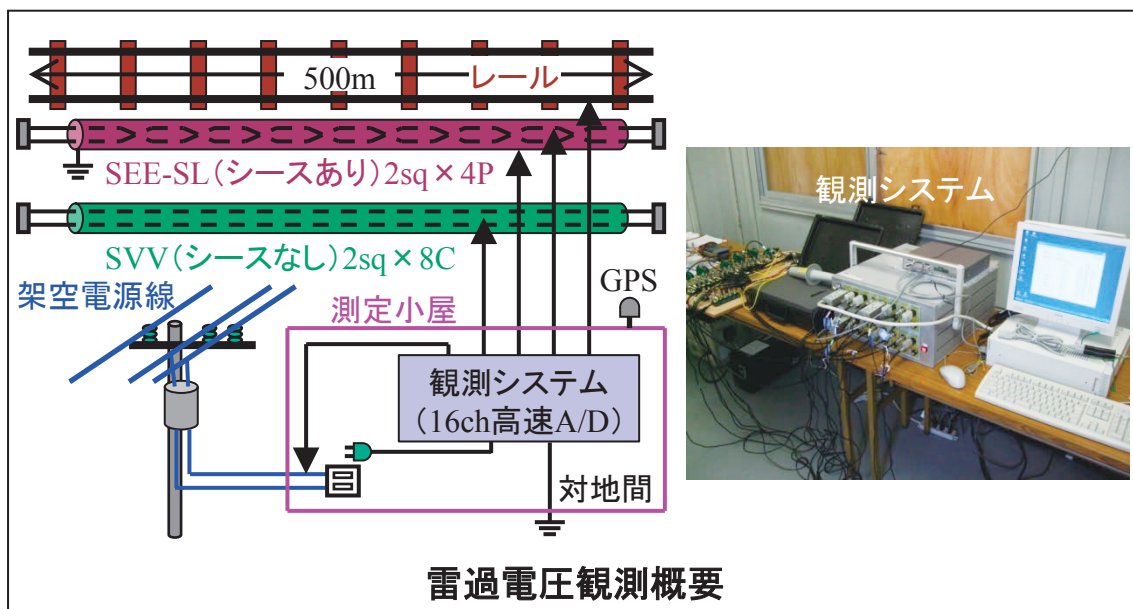 500m
レール
SEE-SL(シースあり)2sq×4P
SVV(シースなし)2sq×8C
架空電源線
測定小屋
GPS
観測システム
(16ch高速A/D)
対地間
観測システム
雷過電圧観測概要